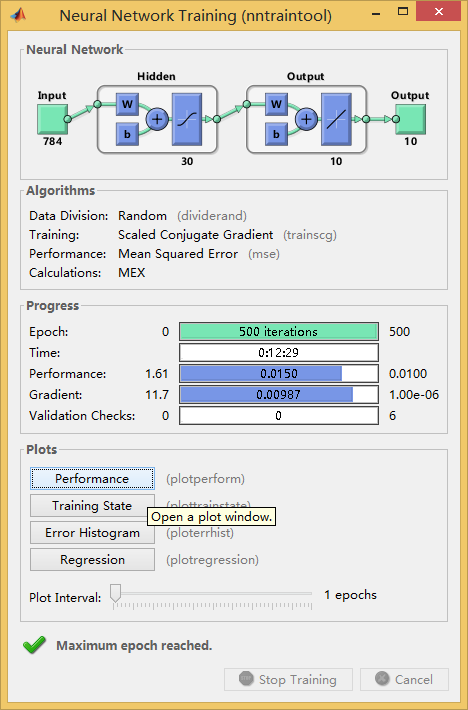 Neural Network Training (nntraintool)
Neural Network
Hidden Output
Input Output
W W
b b
784 10
30 10
Algorithms
Data Division: Random (dividerand)
Training: Scaled Conjugate Gradient (trainscg)
Performance: Mean Squared Error (mse)
Calculations: MEX
Progress
Epoch: 0 500 iterations 500
Time: 0:12:29
Performance: 1.61 0.0150 0.0100
Gradient: 11.7 0.00987 1.00e-06
Validation Checks: 0 0 6
Plots
Performance (plotperform)
Training State (plottrainstate)
Open a plot window.
Error Histogram (ploterrhist)
Regression (plotregression)
Plot Interval: 1 epochs
Maximum epoch reached.
Stop Training Cancel